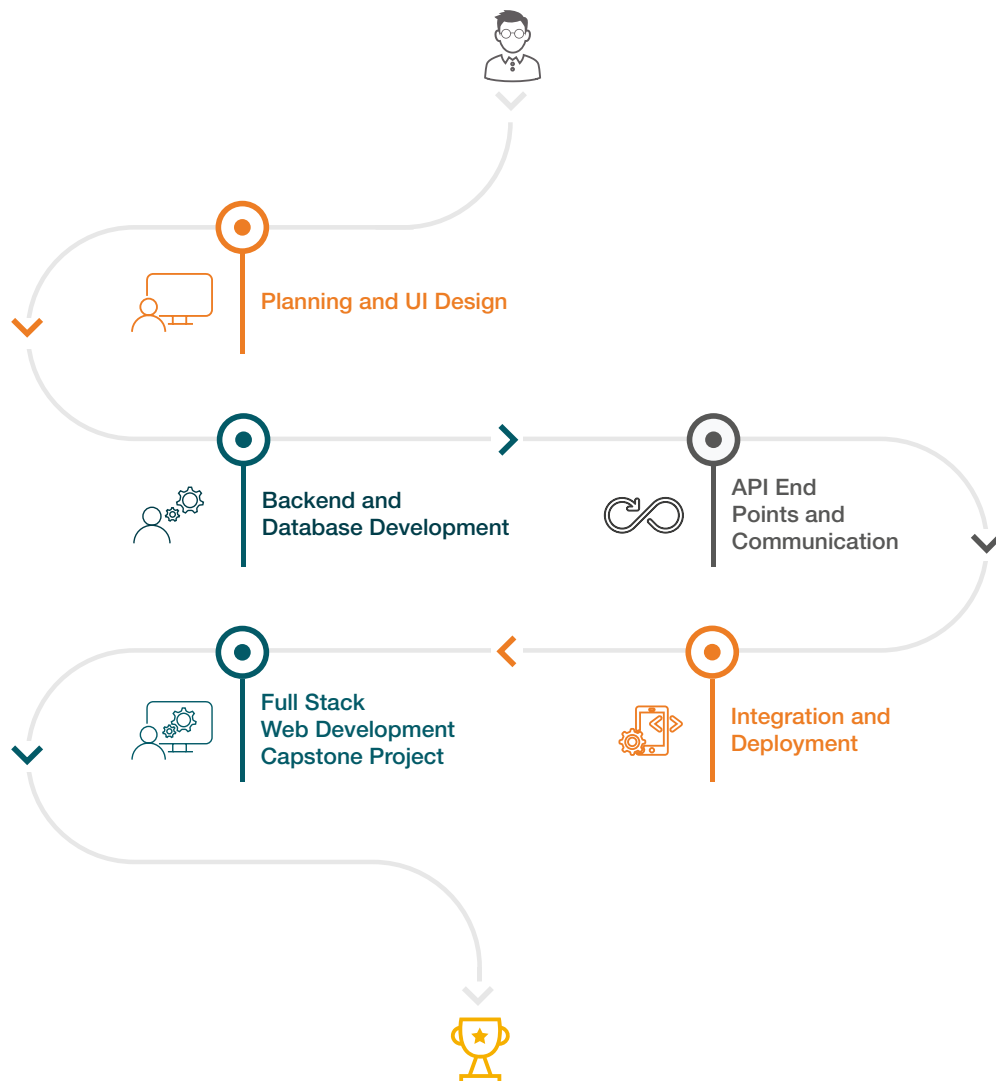 Planning and UI Design
Backend and
Database Development
API End
Points and
Communication
Integration and
Deployment
Full Stack
Web Development
Capstone Project